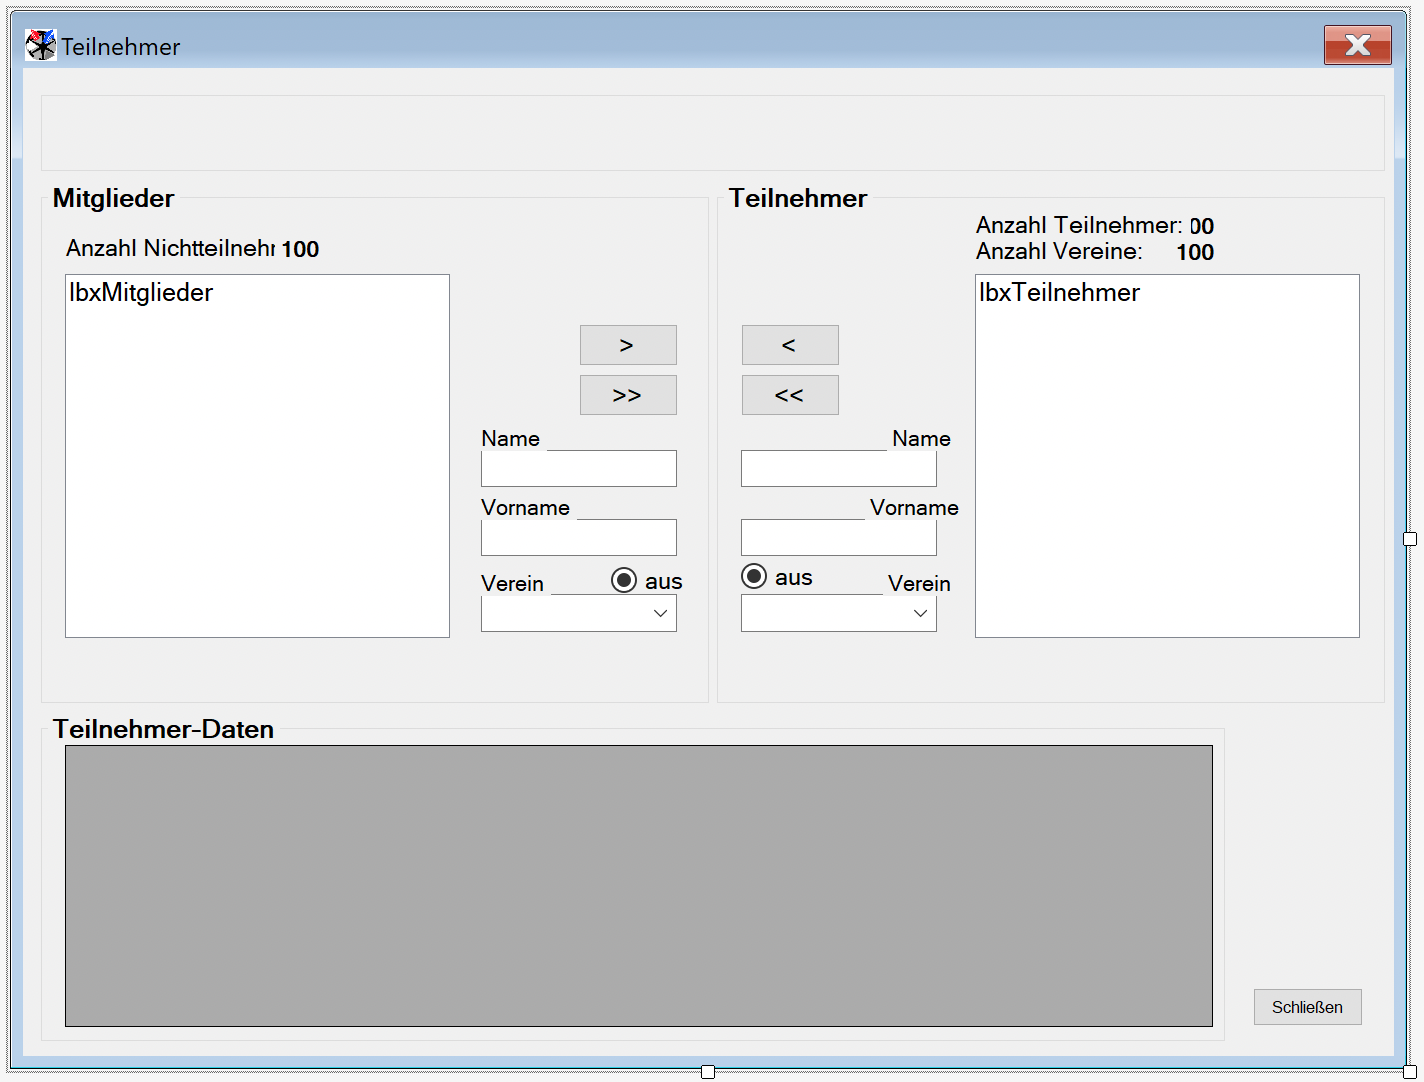 Teilnehmer
Mitglieder
Anzahl Nichtteilnehr 100
lbxMitglieder
>
>>
Name
Vorname
Verein
aus
Teilnehmer
Anzahl Teilnehmer: 00
Anzahl Vereine: 100
<
<<
Name
Vorname
aus
Verein
lbxTeilnehmer
Teilnehmer-Daten
Schließen